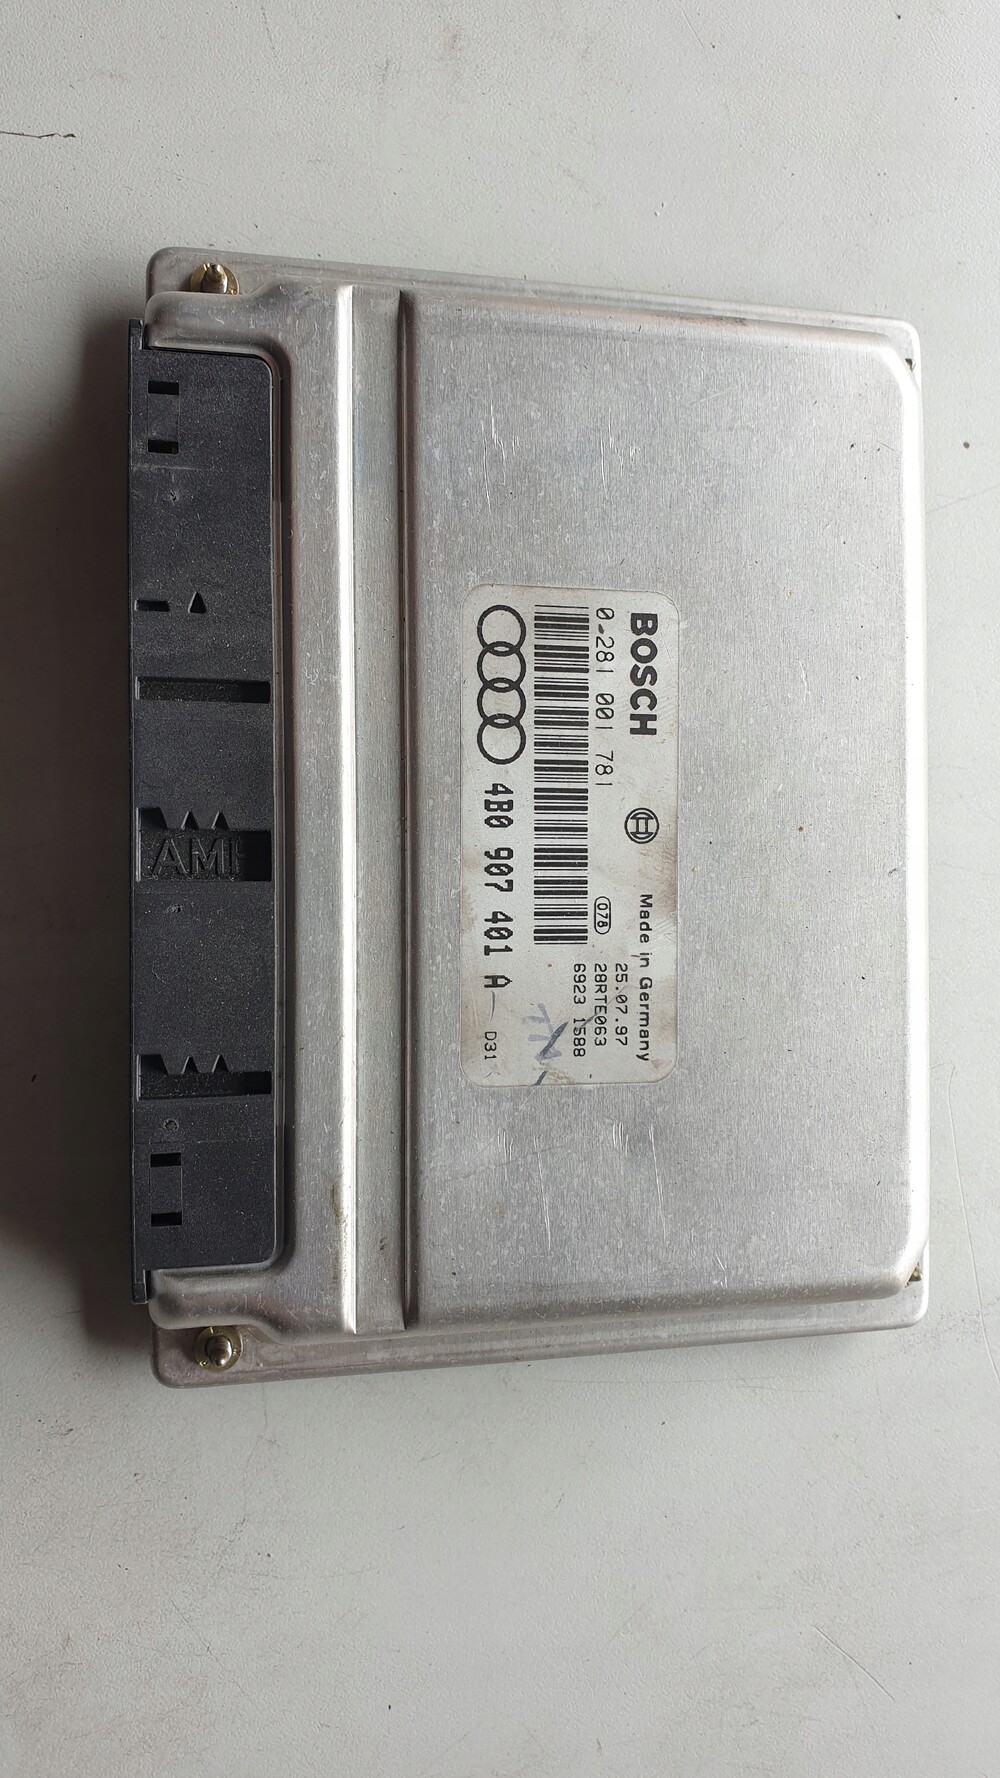 BOSCH
Made in Germany
0 281 001 781
078
25.07.97
28RTE063
6923 1588
4B0 907 401 A
D31
TN
AMP